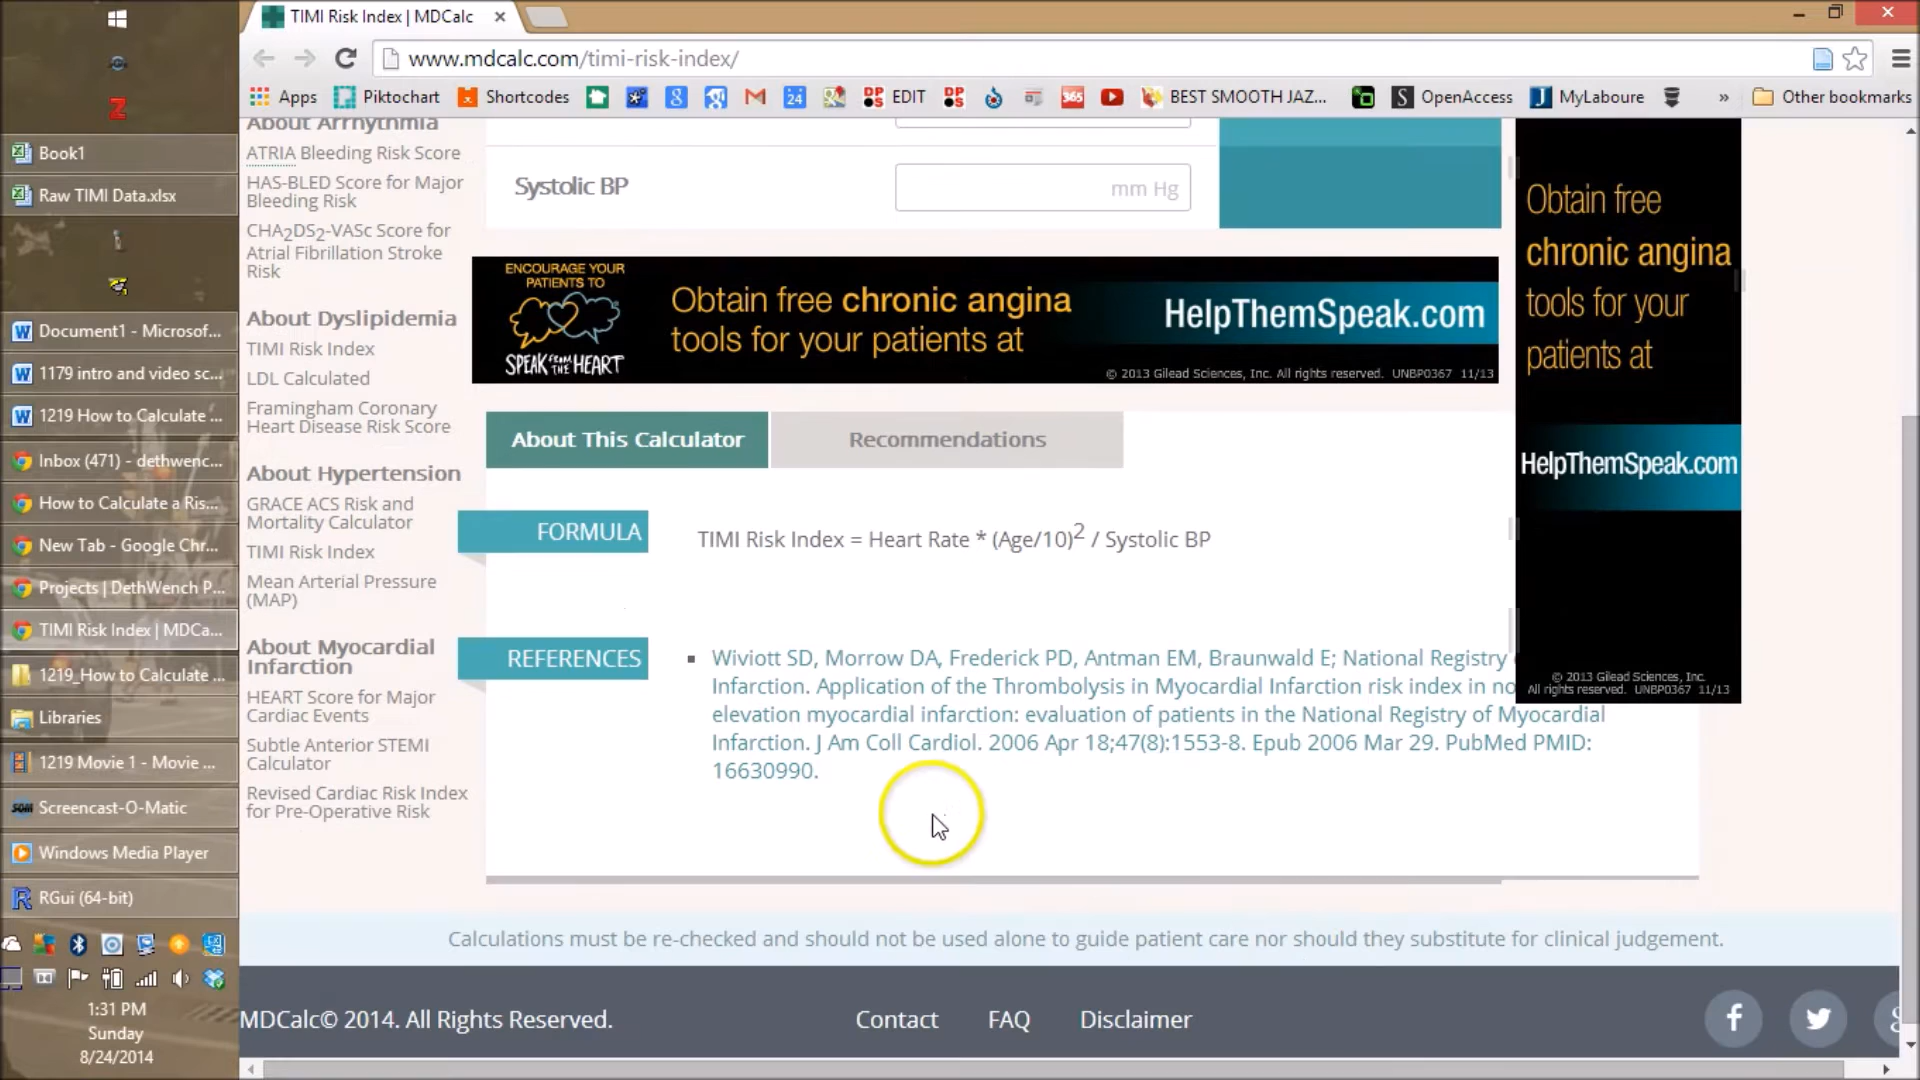 TIMI Risk Index | MDCalc
www.mdcalc.com/timi-risk-index/
Apps
Piktochart
Shortcodes
EDIT
BEST SMOOTH JAZ...
OpenAccess
MyLaboure
»
Other bookmarks
Book1
Raw TIMI Data.xlsx
Document1 - Microsof...
1179 intro and video sc...
1219 How to Calculate ...
Inbox (471) - dethwenc...
How to Calculate a Ris...
New Tab - Google Chr...
Projects | DethWench P...
TIMI Risk Index | MDCa...
1219_How to Calculate ...
Libraries
1219 Movie 1 - Movie ...
Screencast-O-Matic
Windows Media Player
RGui (64-bit)
1:31 PM
Sunday
8/24/2014
About Arrhythmia
ATRIA Bleeding Risk Score
HAS-BLED Score for Major
Bleeding Risk
CHA2DS2-VASc Score for
Atrial Fibrillation Stroke
Risk
About Dyslipidemia
TIMI Risk Index
LDL Calculated
Framingham Coronary
Heart Disease Risk Score
About Hypertension
GRACE ACS Risk and
Mortality Calculator
TIMI Risk Index
Mean Arterial Pressure
(MAP)
About Myocardial
Infarction
HEART Score for Major
Cardiac Events
Subtle Anterior STEMI
Calculator
Revised Cardiac Risk Index
for Pre-Operative Risk
Systolic BP
mm Hg
ENCOURAGE YOUR
PATIENTS TO
SPEAK FROM THE HEART
Obtain free chronic angina
tools for your patients at
HelpThemSpeak.com
© 2013 Gilead Sciences, Inc. All rights reserved. UNBP0367 11/13
About This Calculator
Recommendations
FORMULA
TIMI Risk Index = Heart Rate * (Age/10)2 / Systolic BP
REFERENCES
Wiviott SD, Morrow DA, Frederick PD, Antman EM, Braunwald E; National Registry
Infarction. Application of the Thrombolysis in Myocardial Infarction risk index in no
elevation myocardial infarction: evaluation of patients in the National Registry of Myocardial
Infarction. J Am Coll Cardiol. 2006 Apr 18;47(8):1553-8. Epub 2006 Mar 29. PubMed PMID:
16630990.
Obtain free
chronic angina
tools for your
patients at
HelpThemSpeak.com
© 2013 Gilead Sciences, Inc.
All rights reserved. UNBP0367 11/13
Calculations must be re-checked and should not be used alone to guide patient care nor should they substitute for clinical judgement.
MDCalc© 2014. All Rights Reserved.
Contact
FAQ
Disclaimer